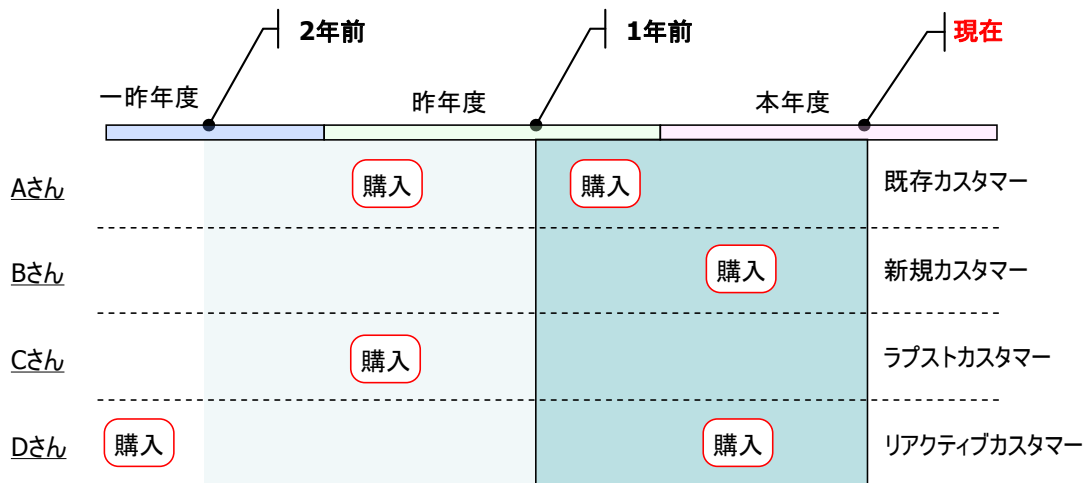 2年前
1年前
現在
一昨年度
昨年度
本年度
Aさん
購入
購入
既存カスタマー
Bさん
購入
新規カスタマー
Cさん
購入
ラプストカスタマー
Dさん
購入
購入
リアクティブカスタマー